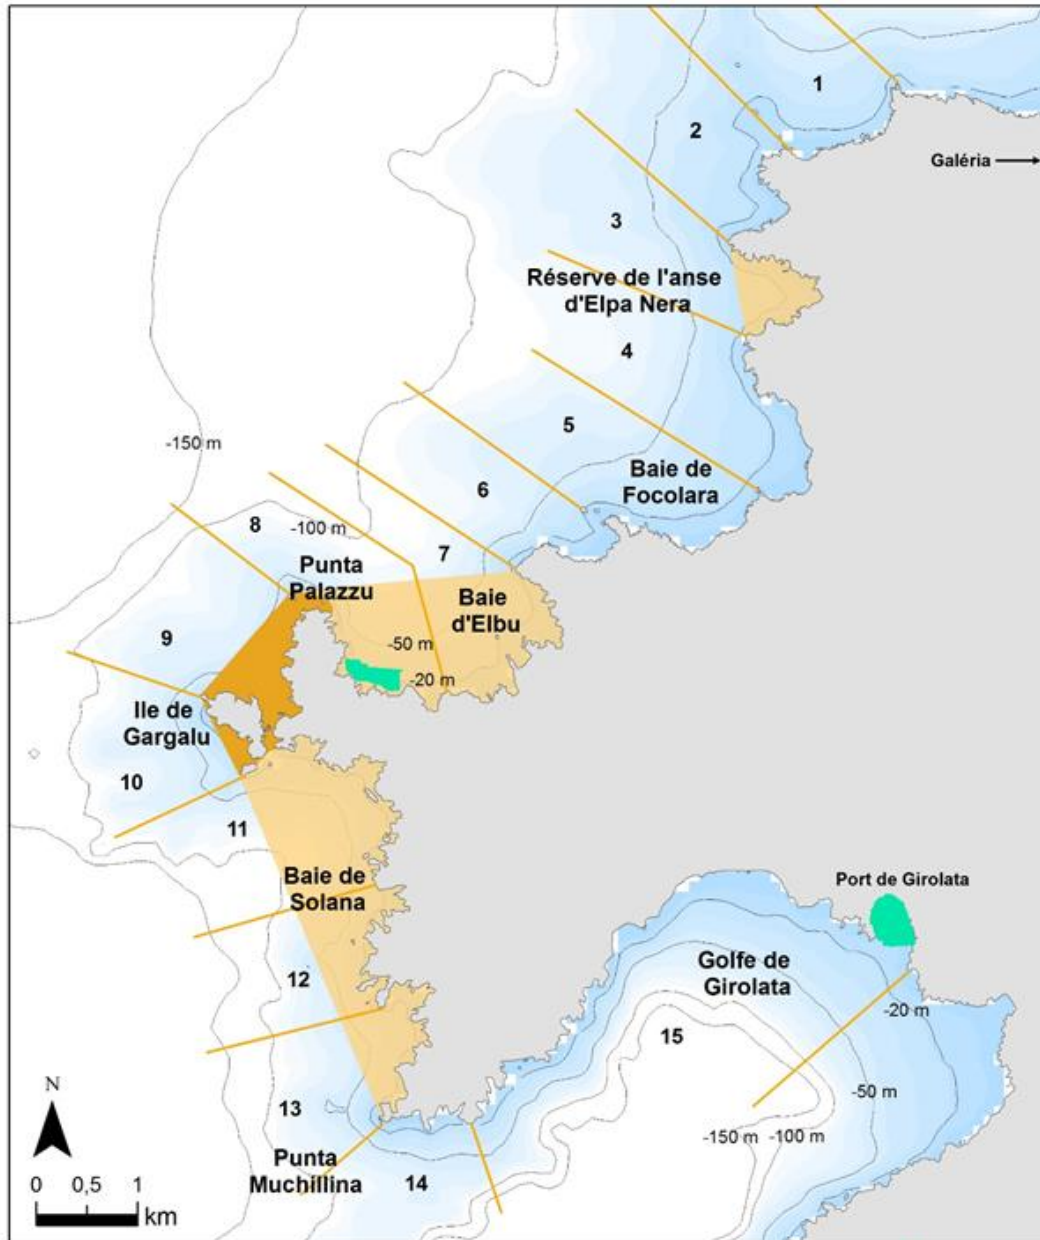 1
2
Galéria
3
Réserve de l'anse
d'Elpa Nera
4
5
-150 m
Baie de
Focolara
6
8
-100 m
7
Punta
Palazzu
Baie
d'Elbu
9
-50 m
-20 m
Ile de
Gargalu
10
11
Baie de
Solana
Port de Girolata
12
Golfe de
Girolata
-20 m
15
-50 m
13
-150 m -100 m
Punta
Muchillina
14
N
0 0,5 1
km